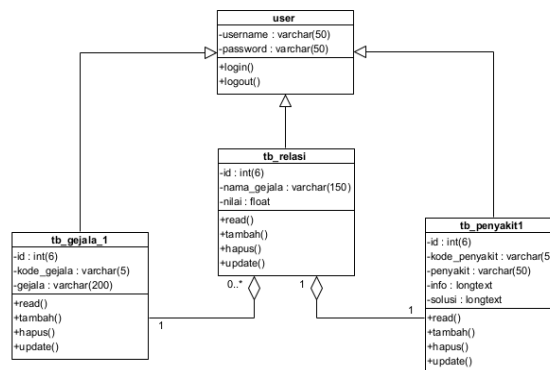 user
-username : varchar(50)
-password : varchar(50)
+login()
+logout()
tb_relasi
-id : int(6)
-nama_gejala : varchar(150)
-nilai : float
+read()
+tambah()
+hapus()
+update()
tb_gejala_1
-id : int(6)
-kode_gejala : varchar(5)
-gejala : varchar(200)
+read()
+tambah()
+hapus()
+update()
tb_penyakit1
-id : int(6)
-kode_penyakit : varchar(5
-penyakit : varchar(50)
-info : longtext
-solusi : longtext
+read()
+tambah()
+hapus()
+update()
0..*
1
1
1